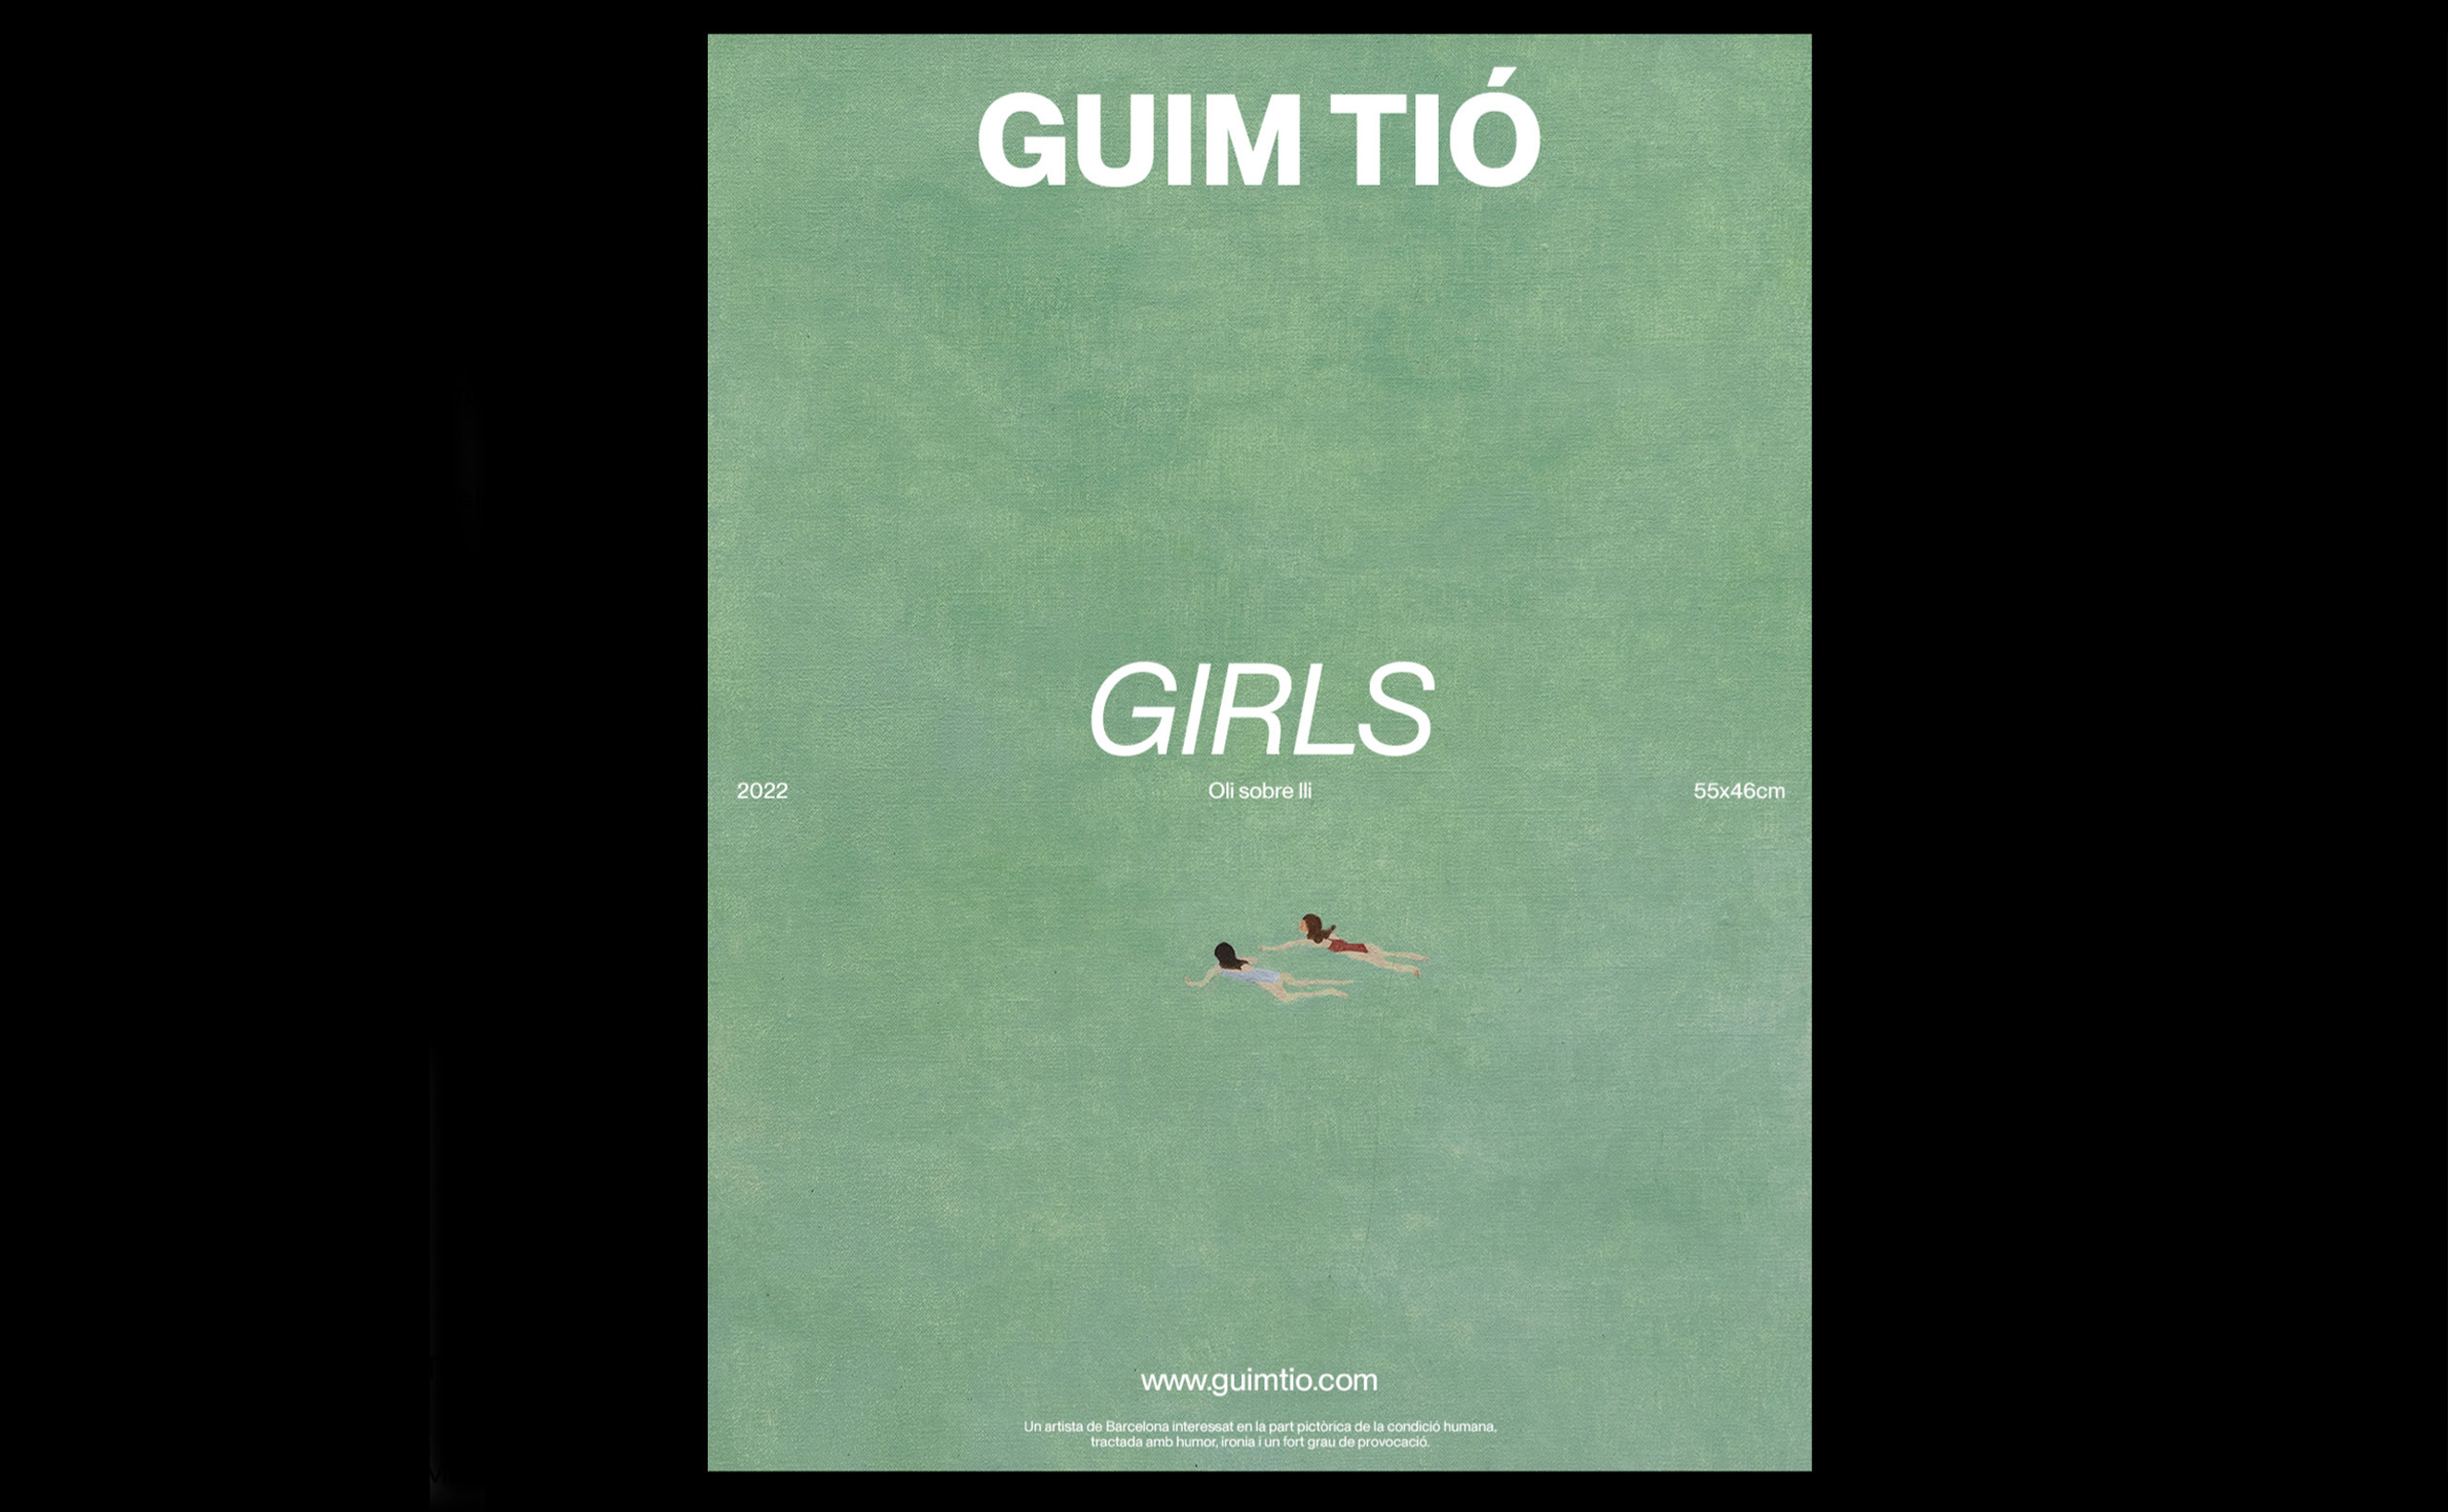 GUIM TIÓ
GIRLS
2022 Oli sobre lli 55x46cm
www.guimtio.com
Un artista de Barcelona interessat en la part pictòrica de la condició humana,
tractada amb humor, ironia i un fort grau de provocació.